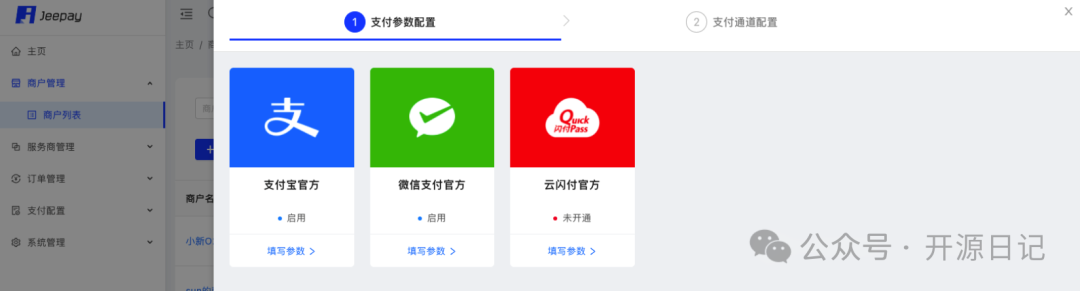 Jeepay
主页
商户管理
商户列表
服务商管理
订单管理
支付配置
系统管理
主页 /
商户名
小新
1 支付参数配置
2 支付通道配置
支
Quick
闪付Pass
支付宝官方
微信支付官方
云闪付官方
启用
启用
未开通
填写参数 >
填写参数 >
填写参数 >
公众号 · 开源日记